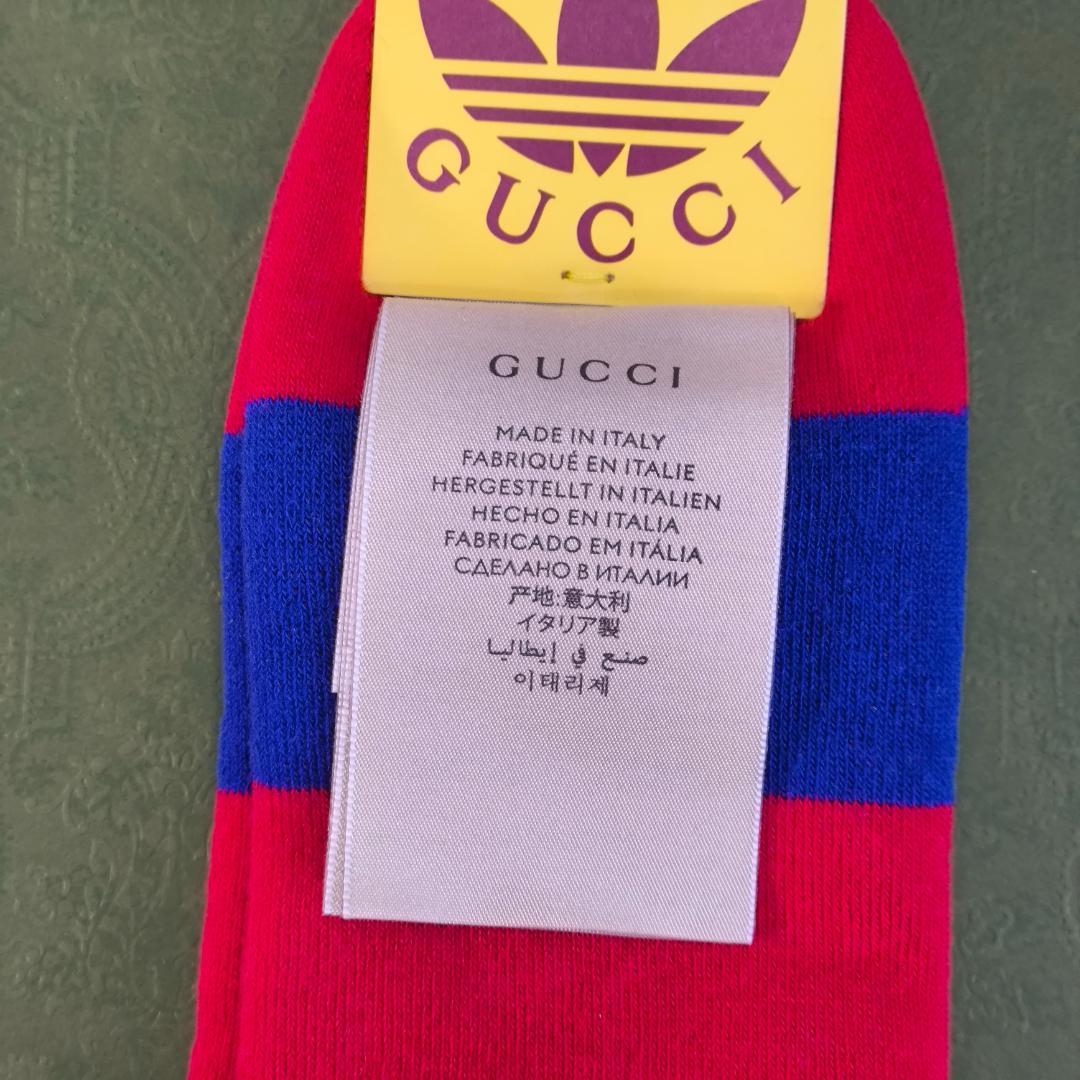 GUCCI
GUCCI
MADE IN ITALY
FABRIQUÉ EN ITALIE
HERGESTELLT IN ITALIEN
HECHO EN ITALIA
FABRICADO EM ITÁLIA
СДЕЛАНО В ИТАЛИИ
产地:意大利
イタリア製
صنع في إيطاليا
이태리제